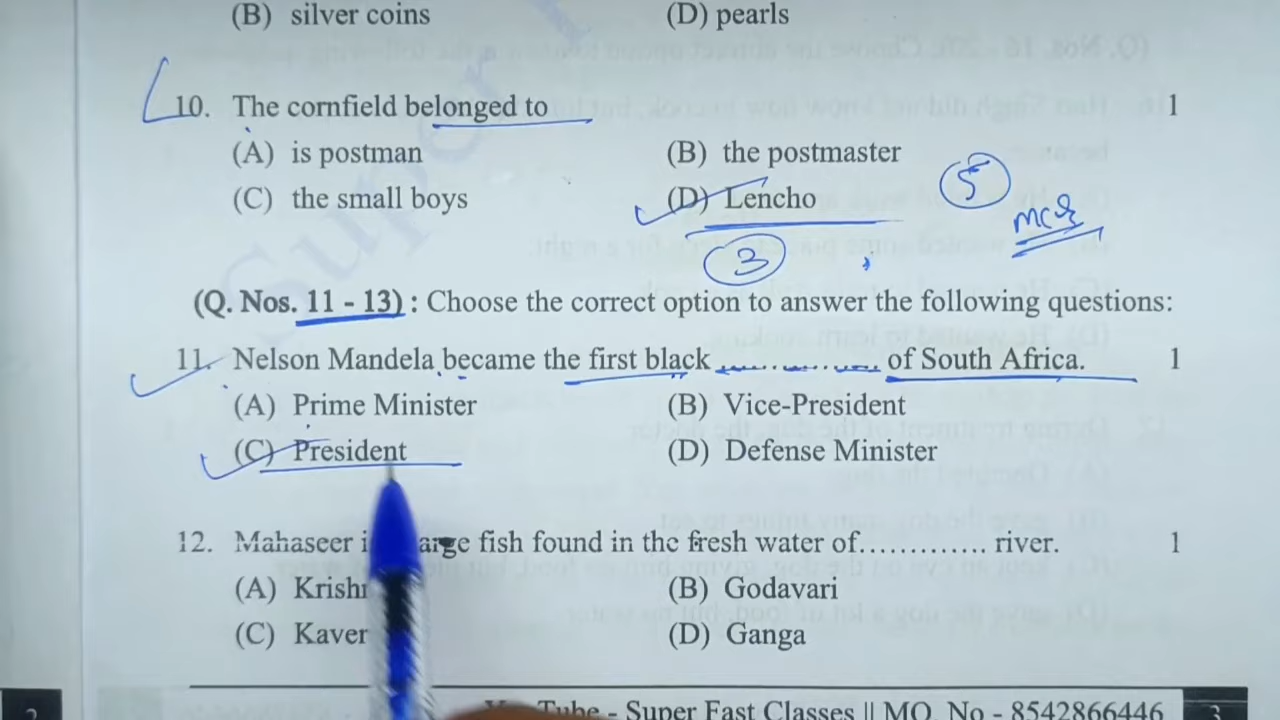 (B) silver coins (D) pearls
10. The cornfield belonged to 1
(A) is postman (B) the postmaster
(C) the small boys (D) Lencho
5
MCQ
3
(Q. Nos. 11 - 13) : Choose the correct option to answer the following questions:
11. Nelson Mandela became the first black ............... of South Africa. 1
(A) Prime Minister (B) Vice-President
(C) President (D) Defense Minister
12. Mahaseer fish found in the fresh water of............. river. 1
(A) (B) Godavari
(C) (D) Ganga
Tube - Super Fast Classes || MO. No - 8542866446 3
Super